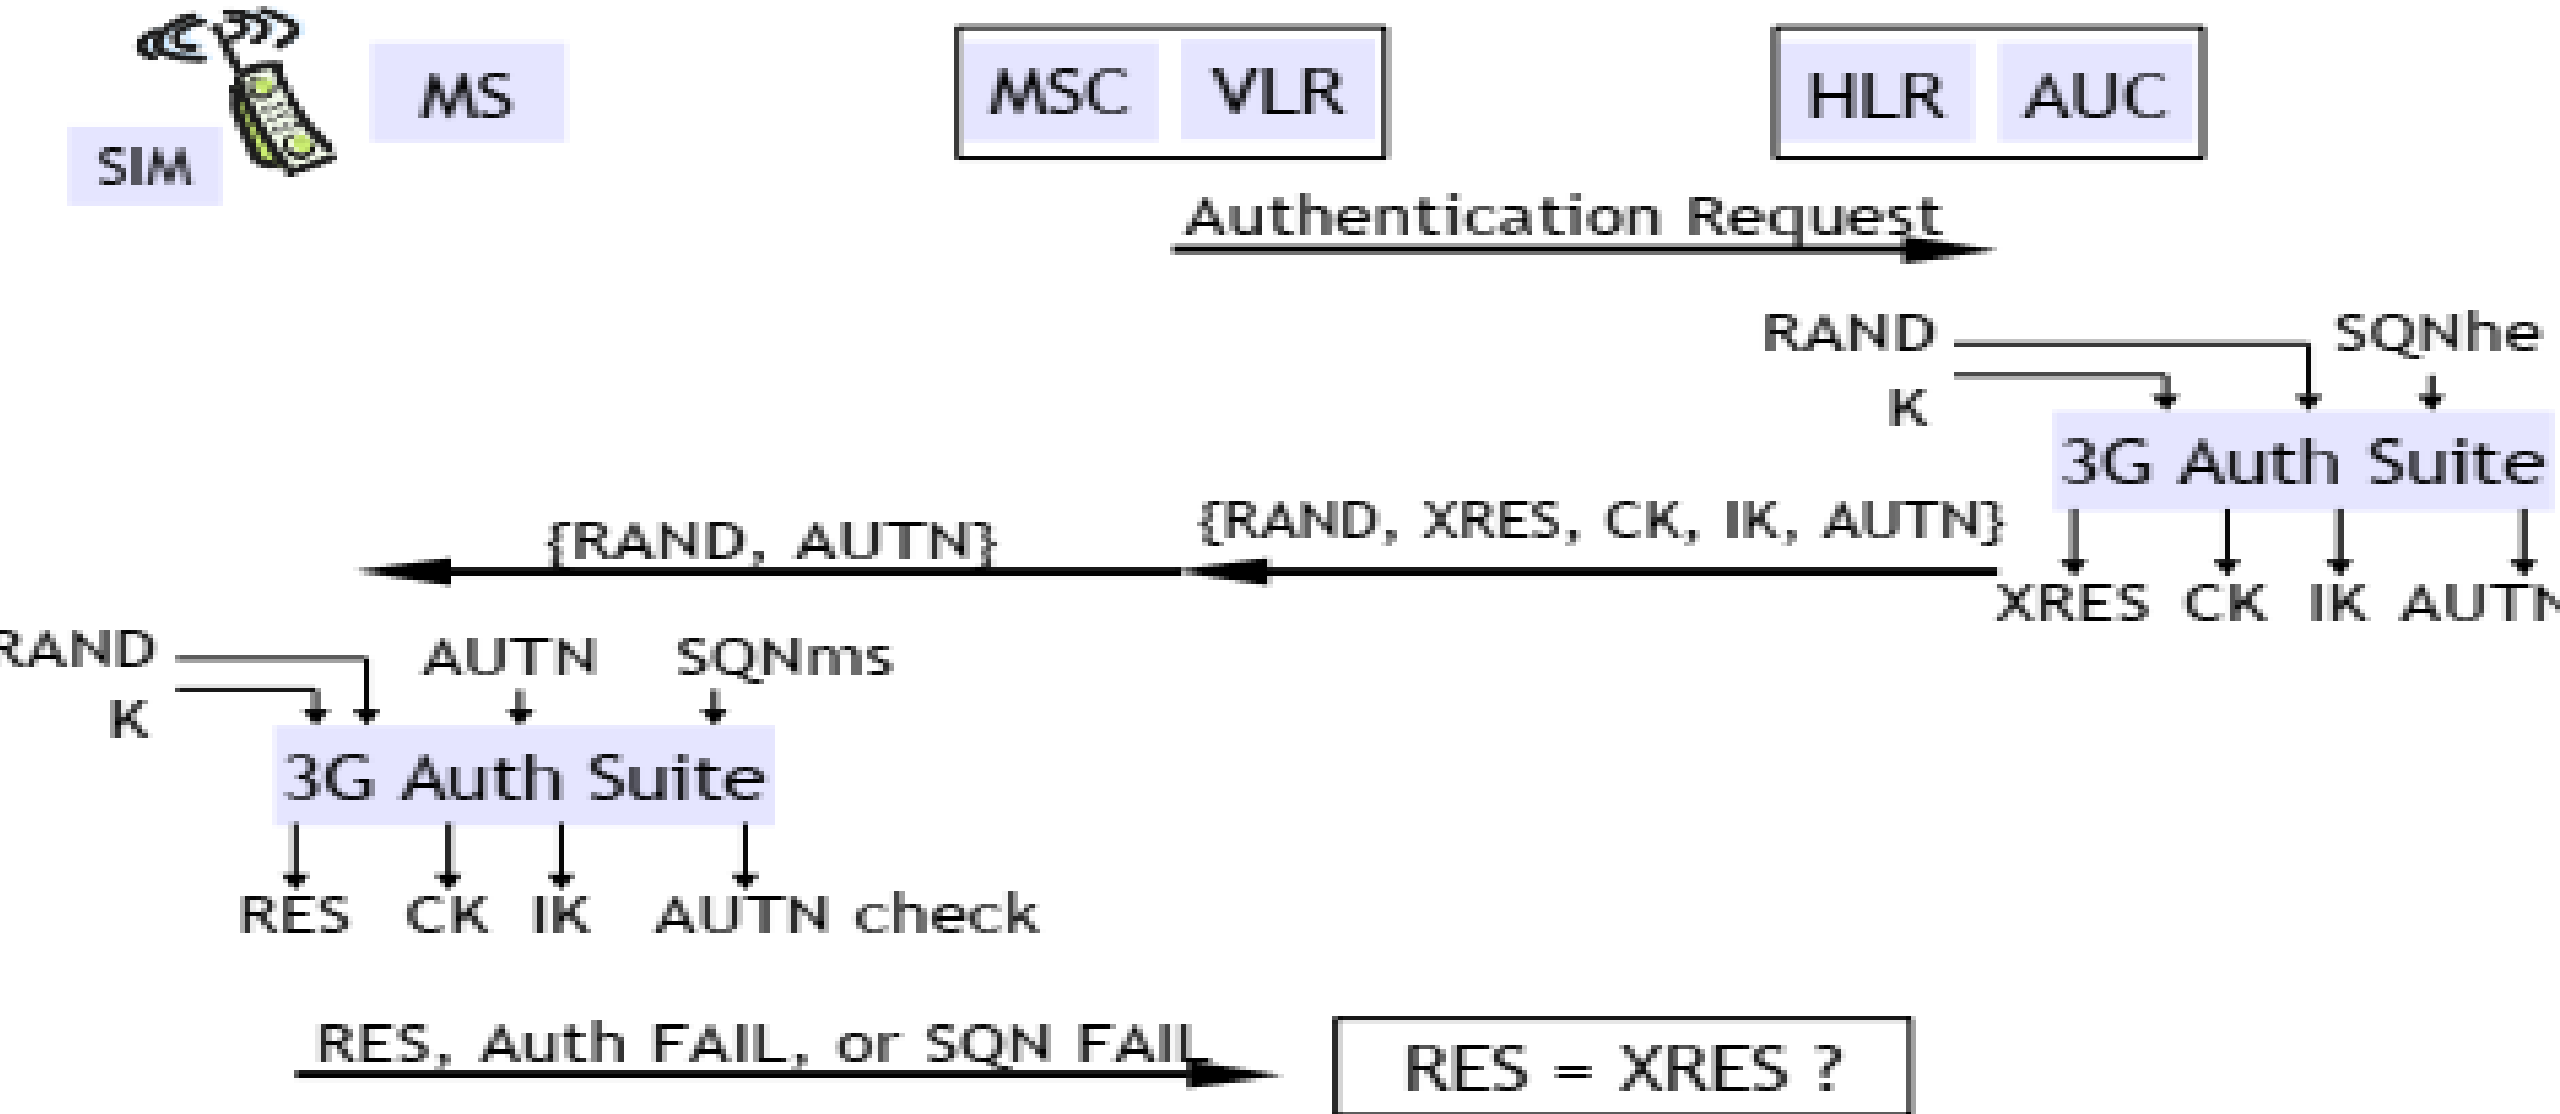 MS
MSC VLR
HLR AUC
SIM
Authentication Request
RAND
SQNhe
K
3G Auth Suite
{RAND, XRES, CK, IK, AUTN}
{RAND, AUTN}
XRES CK IK AUTN
RAND
AUTN
SQNms
K
3G Auth Suite
RES CK IK AUTN check
RES, Auth FAIL, or SQN FAIL
RES = XRES ?